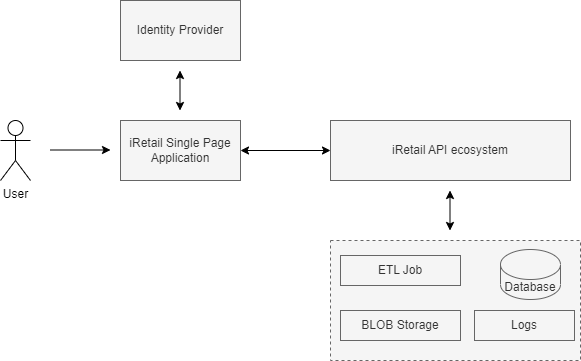 Identity Provider
iRetail Single Page
Application
iRetail API ecosystem
User
ETL Job
Database
BLOB Storage
Logs